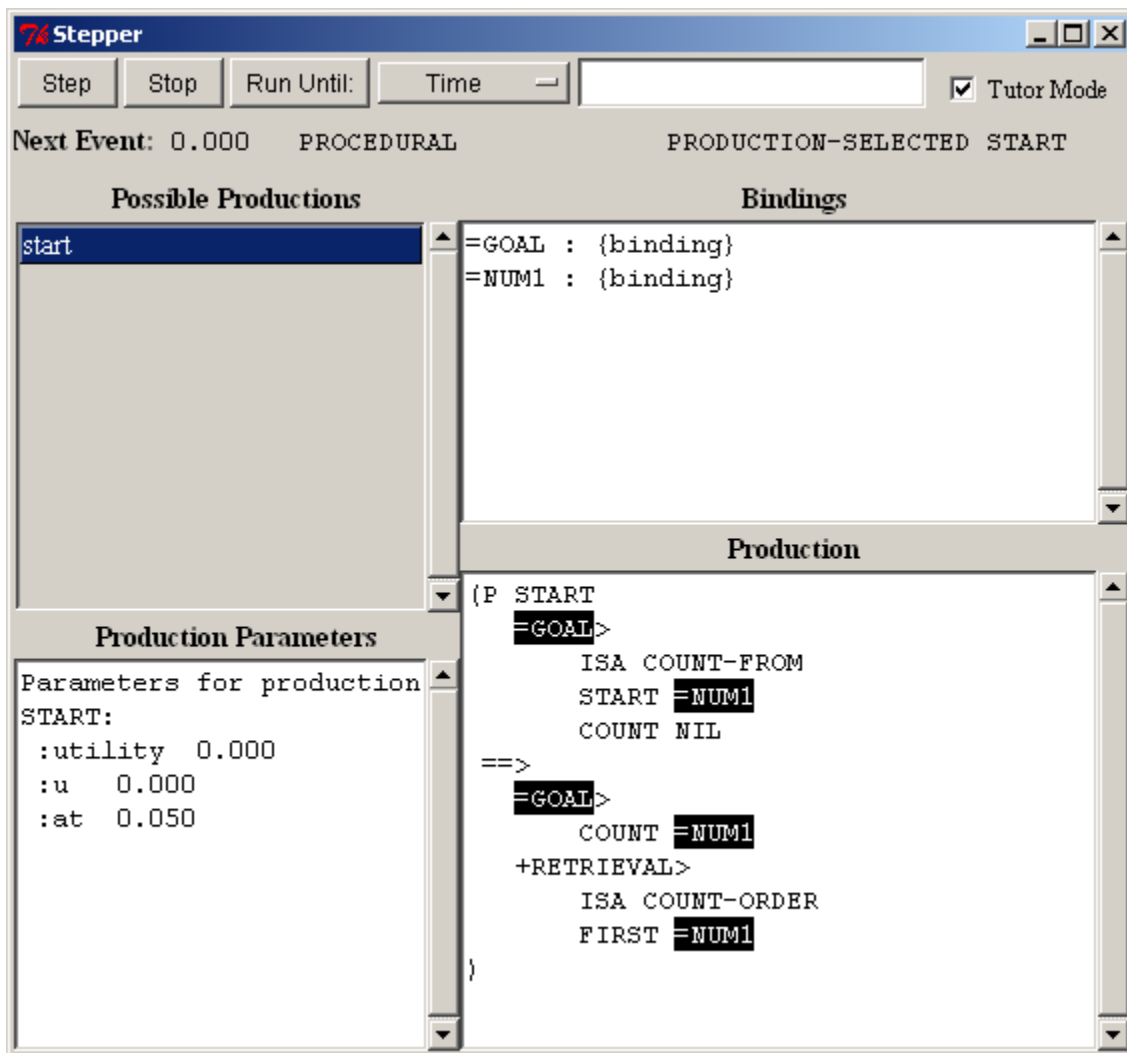 Stepper
Step Stop Run Until: Time Tutor Mode
Next Event: 0.000 PROCEDURAL PRODUCTION-SELECTED START
Possible Productions
start
Bindings
=GOAL : {binding}
=NUM1 : {binding}
Production Parameters
Parameters for production
START:
:utility 0.000
:u 0.000
:at 0.050
Production
(P START
=GOAL>
ISA COUNT-FROM
START =NUM1
COUNT NIL
==>
=GOAL>
COUNT =NUM1
+RETRIEVAL>
ISA COUNT-ORDER
FIRST =NUM1
)